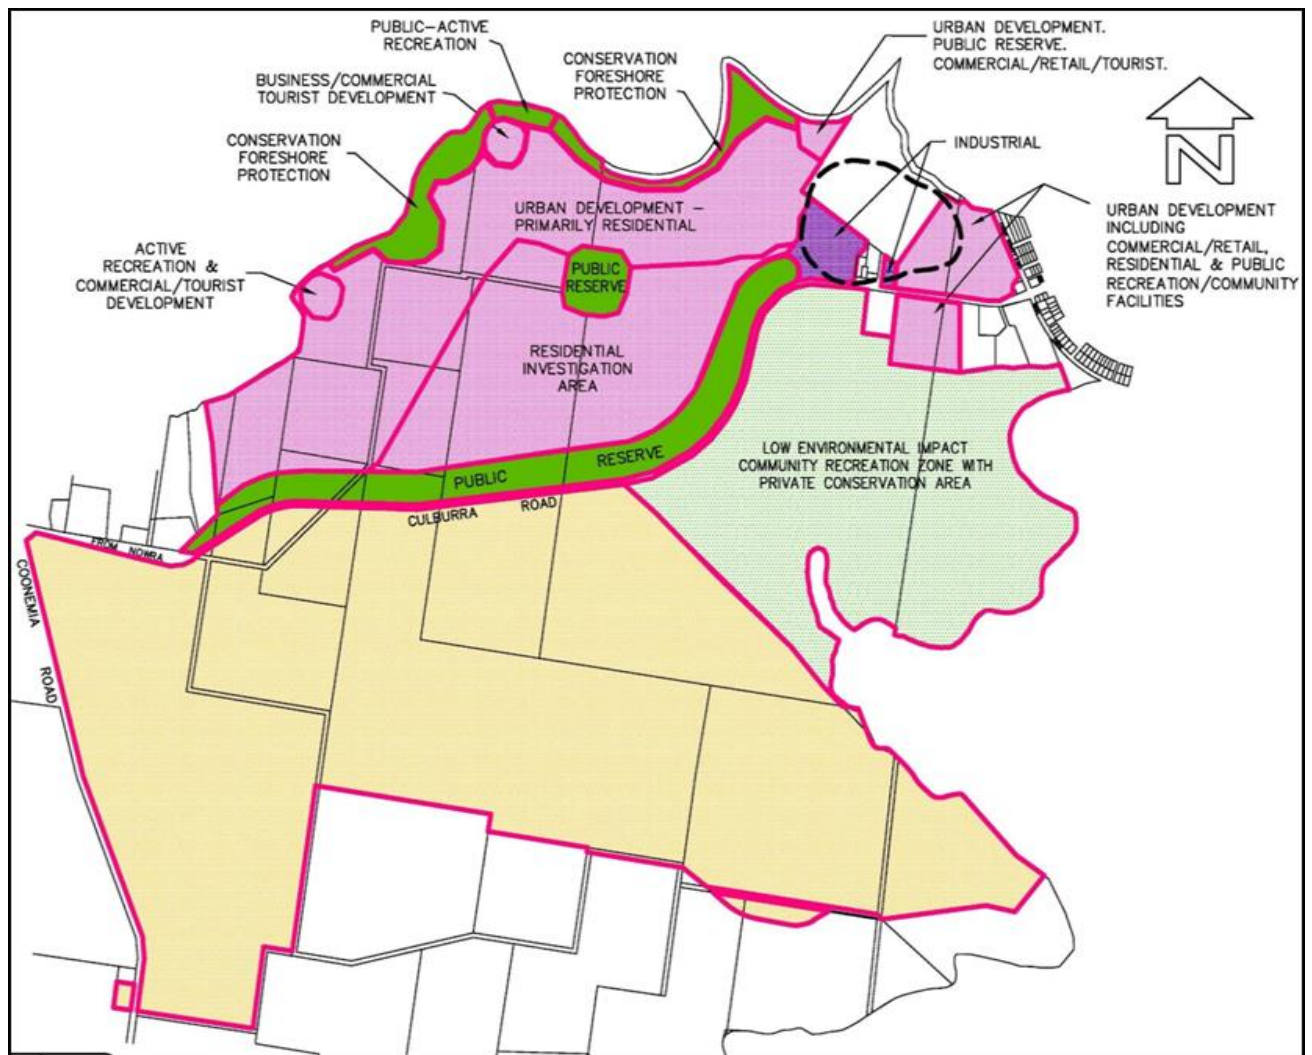 PUBLIC-ACTIVE
RECREATION
BUSINESS/COMMERCIAL
TOURIST DEVELOPMENT
CONSERVATION
FORESHORE
PROTECTION
URBAN DEVELOPMENT.
PUBLIC RESERVE.
COMMERCIAL/RETAIL/TOURIST.
CONSERVATION
FORESHORE
PROTECTION
INDUSTRIAL
N
URBAN DEVELOPMENT
INCLUDING
COMMERCIAL/RETAIL,
RESIDENTIAL & PUBLIC
RECREATION/COMMUNITY
FACILITIES
URBAN DEVELOPMENT -
PRIMARILY RESIDENTIAL
ACTIVE
RECREATION &
COMMERCIAL/TOURIST
DEVELOPMENT
PUBLIC
RESERVE
RESIDENTIAL
INVESTIGATION
AREA
LOW ENVIRONMENTAL IMPACT
COMMUNITY RECREATION ZONE WITH
PRIVATE CONSERVATION AREA
PUBLIC RESERVE
CULBURRA ROAD
FROM NOWRA
COONEMIA ROAD